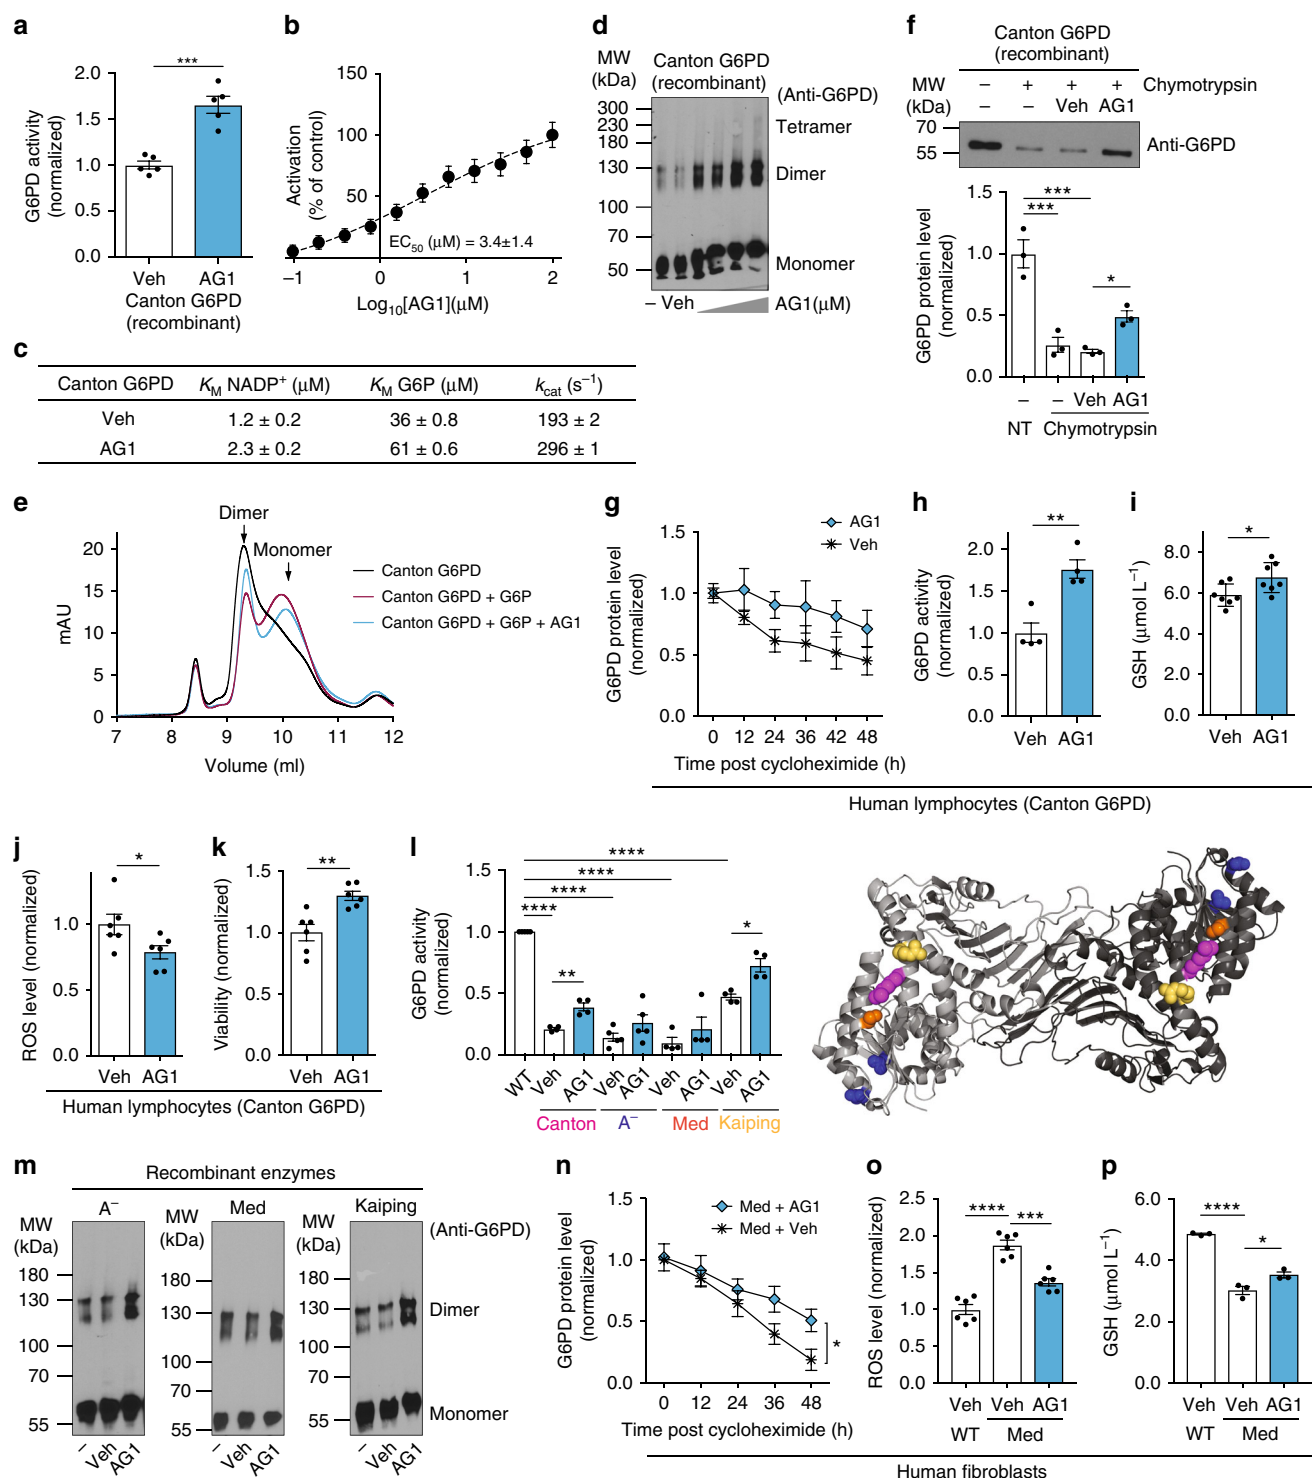 a
***
2.0
1.5
1.0
0.5
0.0
G6PD activity
(normalized)
Veh AG1
Canton G6PD
(recombinant)
b
150
100
50
Activation
(% of control)
EC50 (μM) = 3.4±1.4
–1 0 1 2
Log10[AG1](μM)
c
Canton G6PD KM NADP+ (μM) KM G6P (μM) kcat (s–1)
Veh 1.2 ± 0.2 36 ± 0.8 193 ± 2
AG1 2.3 ± 0.2 61 ± 0.6 296 ± 1
d
MW
(kDa)
Canton G6PD
(recombinant)
(Anti-G6PD)
300
230
180
130
100
70
50
Tetramer
Dimer
Monomer
– Veh AG1(μM)
e
Dimer
Monomer
20
15
10
5
0
mAU
7 8 9 10 11 12
Volume (ml)
Canton G6PD
Canton G6PD + G6P
Canton G6PD + G6P + AG1
f
Canton G6PD
(recombinant)
MW
(kDa)
– + + + Chymotrypsin
– – Veh AG1
70
55
Anti-G6PD
***
***
*
1.5
1.0
0.5
0.0
G6PD protein level
(normalized)
– – Veh AG1
NT Chymotrypsin
g
AG1
Veh
1.5
1.0
0.5
0.0
G6PD protein level
(normalized)
0 12 24 36 42 48
Time post cycloheximide (h)
h
**
2.0
1.5
1.0
0.5
0.0
G6PD activity
(normalized)
Veh AG1
i
*
8.0
6.0
4.0
2.0
0.0
GSH (μmol L–1)
Veh AG1
Human lymphocytes (Canton G6PD)
j
*
1.0
0.5
0.0
ROS level (normalized)
Veh AG1
k
**
1.5
1.0
0.5
0.0
Viability (normalized)
Veh AG1
Human lymphocytes (Canton G6PD)
l
****
****
****
****
**
*
1.5
1.0
0.5
0.0
G6PD activity
(normalized)
WT Veh AG1 Veh AG1 Veh AG1 Veh AG1
Canton A– Med Kaiping
m
Recombinant enzymes
A– Med Kaiping
MW
(kDa)
180
130
100
70
55
MW
(kDa)
180
130
100
70
55
MW
(kDa)
180
130
100
70
55
(Anti-G6PD)
Dimer
Monomer
– Veh AG1 – Veh AG1 – Veh AG1
n
Med + AG1
Med + Veh
1.5
1.0
0.5
0.0
G6PD protein level
(normalized)
*
0 12 24 36 48
Time post cycloheximide (h)
o
**** ***
2.5
2.0
1.5
1.0
0.5
0.0
ROS level (normalized)
Veh Veh AG1
WT Med
p
****
*
6.0
4.0
2.0
0
GSH (μmol L–1)
Veh Veh AG1
WT Med
Human fibroblasts